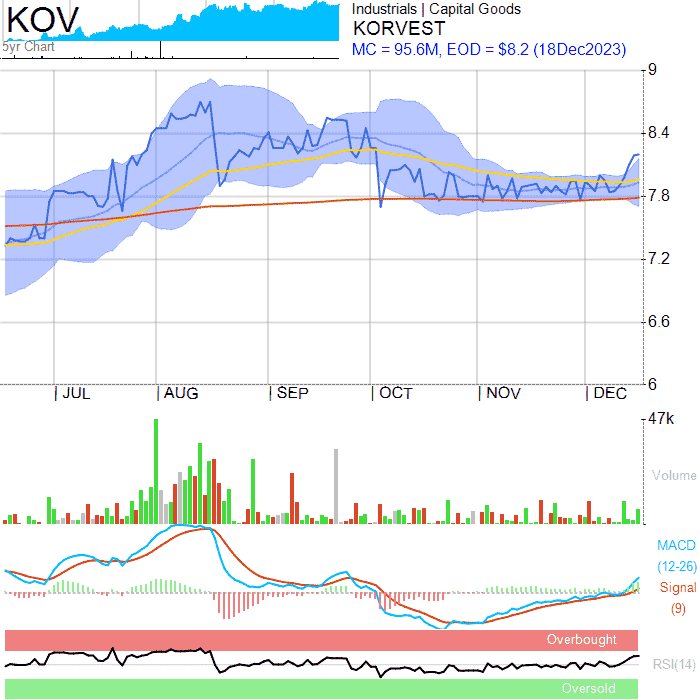 KOV
5yr Chart
Industrials | Capital Goods
KORVEST
MC = 95.6M, EOD = $8.2 (18Dec2023)
9
8.4
7.8
7.2
6.6
6
JUL AUG SEP OCT NOV DEC
47k
Volume
MACD
(12-26)
Signal
(9)
Overbought
RSI(14)
Oversold